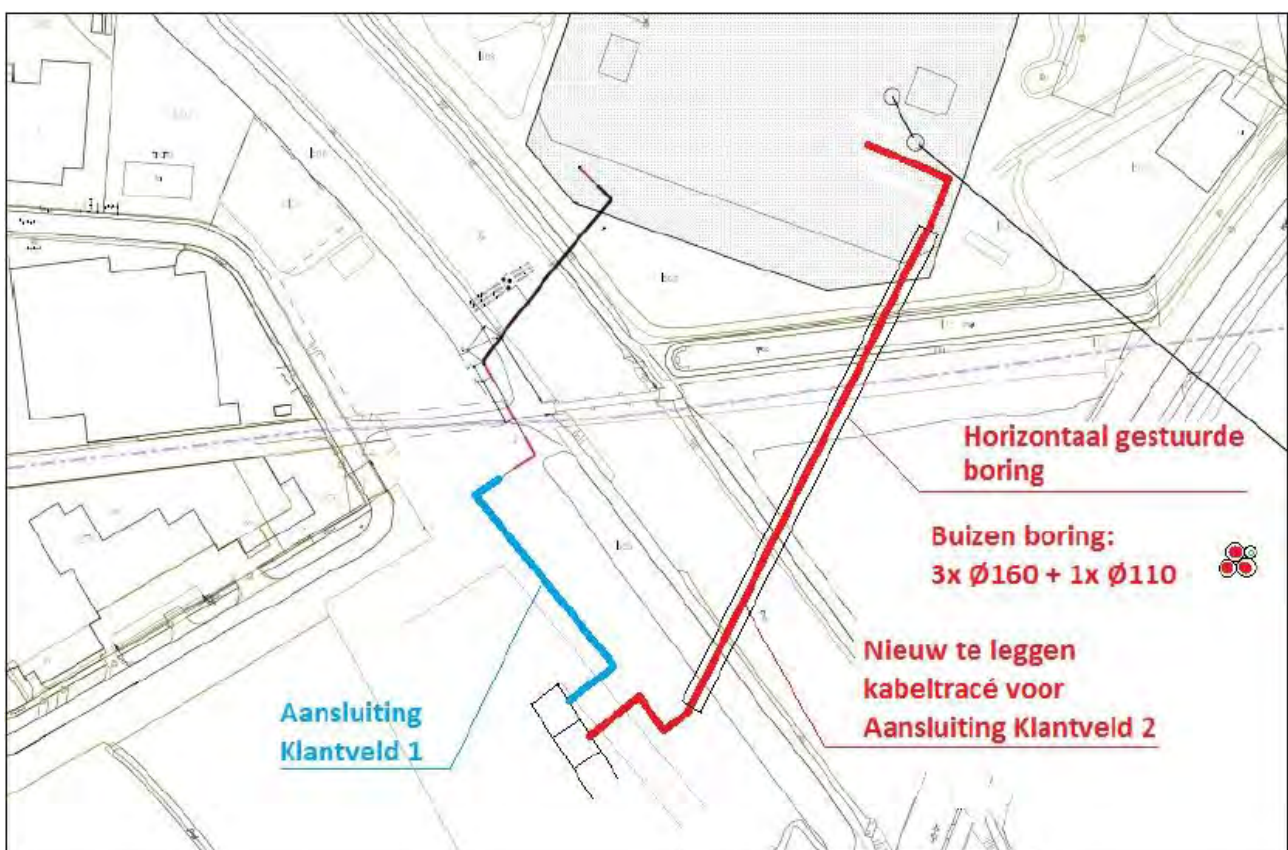 Horizontaal gestuurde
boring
Buizen boring:
3x Ø160 + 1x Ø110
Nieuw te leggen
kabeltracé voor
Aansluiting Klantveld 2
Aansluiting
Klantveld 1